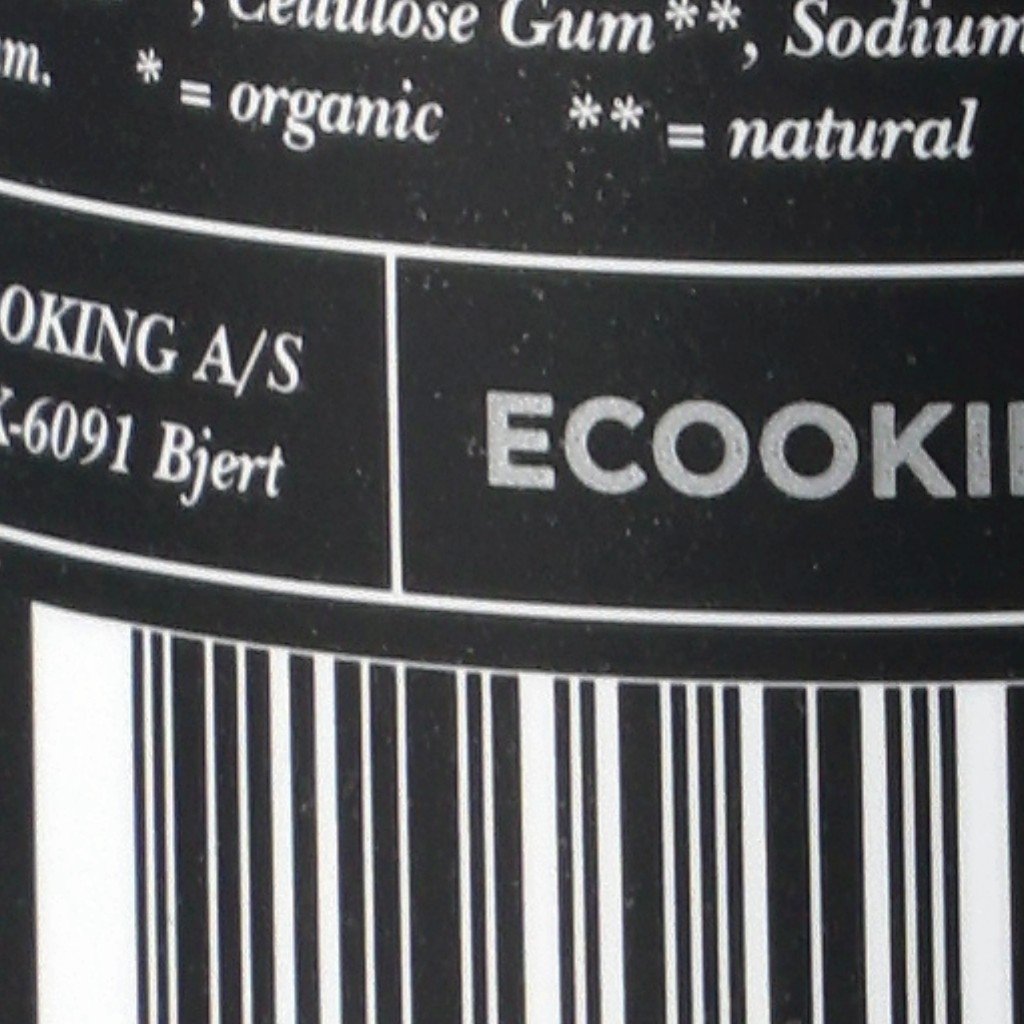 , Cellulose Gum**, Sodium
m. * = organic ** = natural
OKING A/S
K-6091 Bjert
ECOOKI